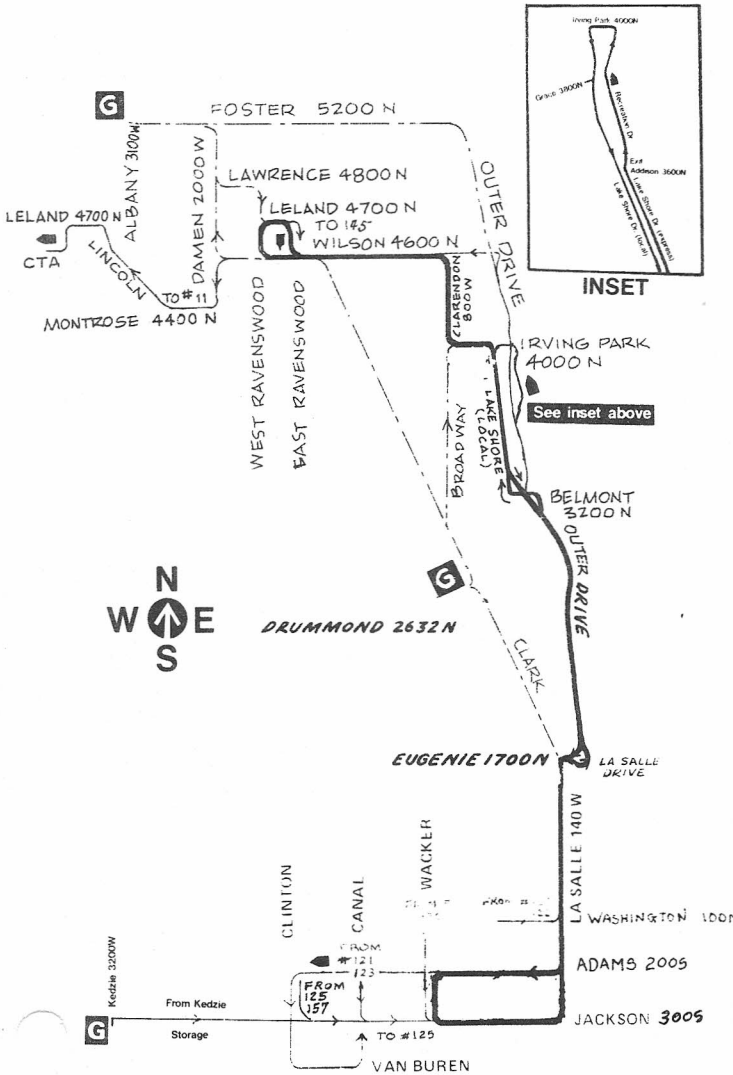 Irving Park 4000N
Grace 3800N
Recreation Dr
Exit
Addison 3600N
Lake Shore Dr. (local)
Lake Shore Dr (express)
INSET
G
FOSTER 5200 N
ALBANY 3100W
DAMEN 2000W
LAWRENCE 4800 N
OUTER DRIVE
LELAND 4700 N
LELAND 4700 N
TO 145
WILSON 4600 N
CTA
LINCOLN
TO #11
MONTROSE 4400 N
WEST RAVENSWOOD
EAST RAVENSWOOD
CLARENDON
800W
IRVING PARK
4000 N
See inset above
LAKE SHORE
(LOCAL)
BROADWAY
BELMONT
3200 N
OUTER DRIVE
G
N
W E
S
DRUMMOND 2632N
CLARK
EUGENIE 1700N
LA SALLE
DRIVE
LA SALLE 140 W
WACKER
CLINTON
CANAL
WASHINGTON 100N
FROM
#121
123
ADAMS 200S
FROM
125
157
Kedzie 3200W
From Kedzie
G
Storage
TO #125
JACKSON 300S
VAN BUREN